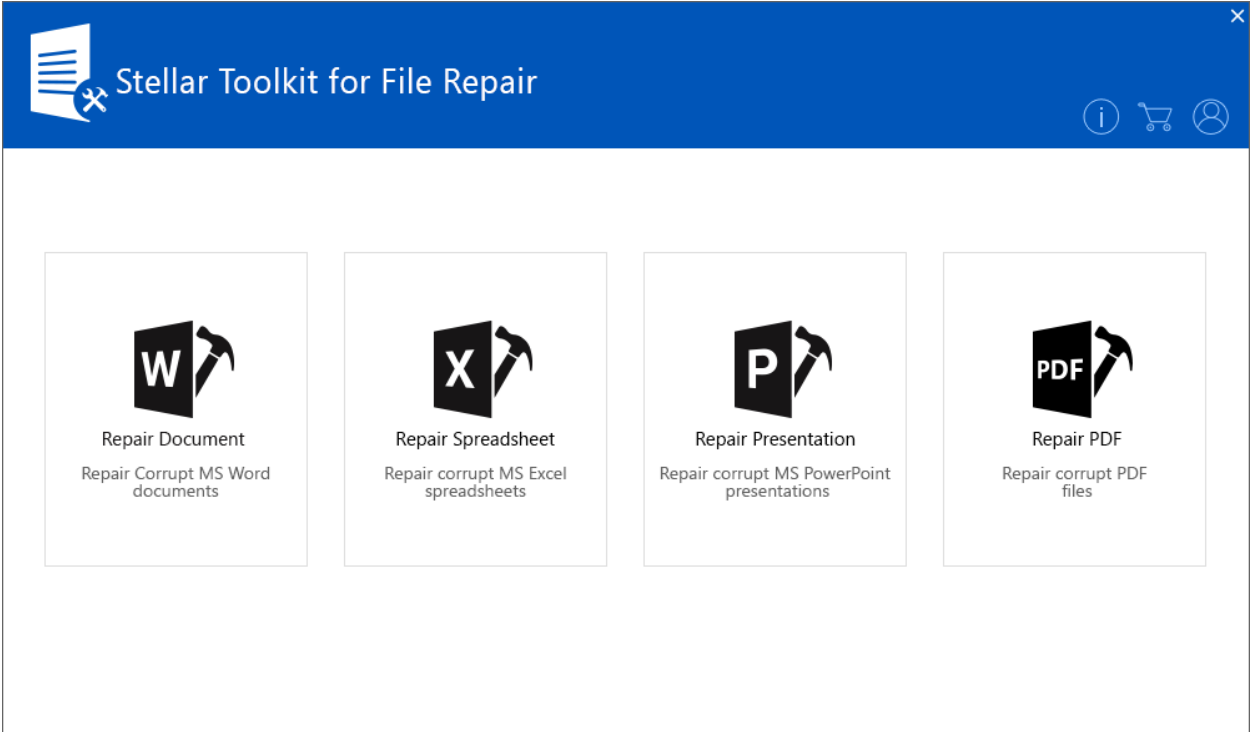 Stellar Toolkit for File Repair
W
Repair Document
Repair Corrupt MS Word
documents
X
Repair Spreadsheet
Repair corrupt MS Excel
spreadsheets
P
Repair Presentation
Repair corrupt MS PowerPoint
presentations
PDF
Repair PDF
Repair corrupt PDF
files